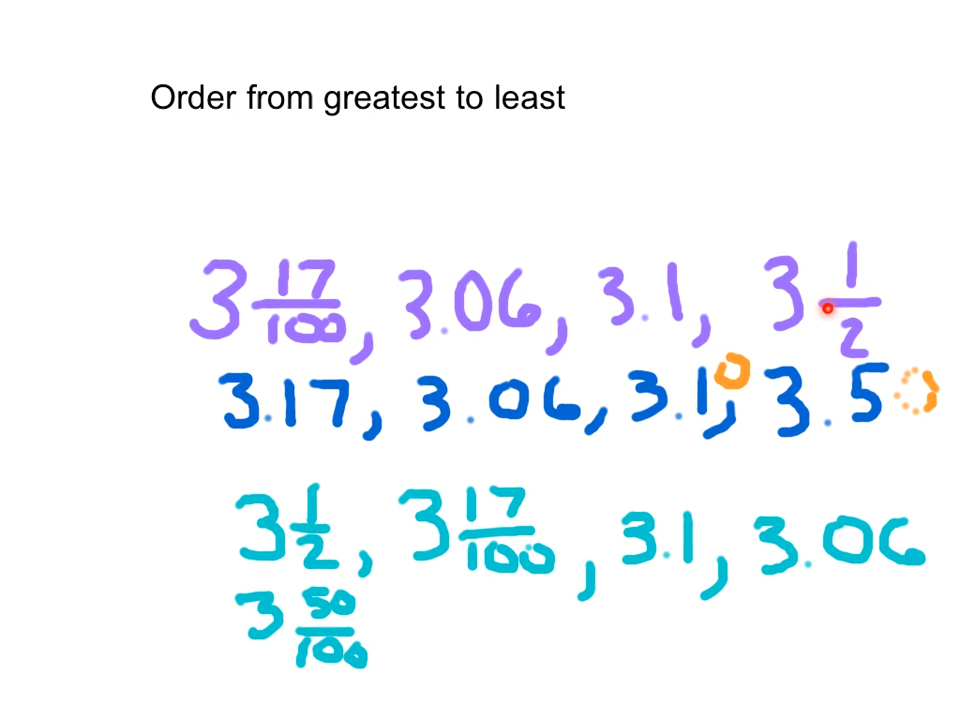 Order from greatest to least
3 17/100, 3.06, 3.1, 3 1/2
3.17, 3.06, 3.10, 3.50
3 1/2, 3 17/100, 3.1, 3.06
3 50/100